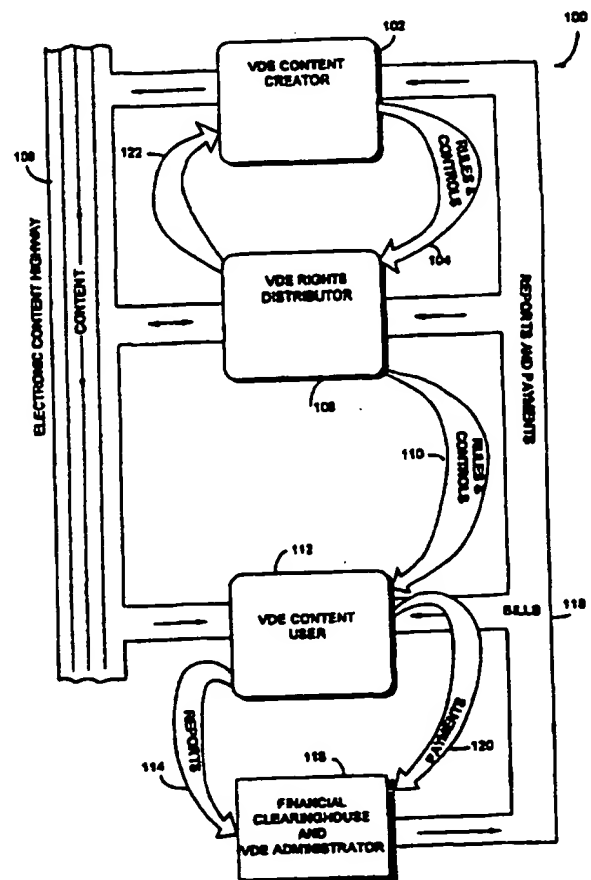 100
102
VDE CONTENT
CREATOR
108
122
RULES &
CONTROLS
104
ELECTRONIC CONTENT HIGHWAY
CONTENT
VDE RIGHTS
DISTRIBUTOR
REPORTS AND PAYMENTS
106
110
RULES &
CONTROLS
112
VDE CONTENT
USER
BILLS
118
REPORTS
PAYMENTS
114
120
116
FINANCIAL
CLEARINGHOUSE
AND
VDE ADMINISTRATOR